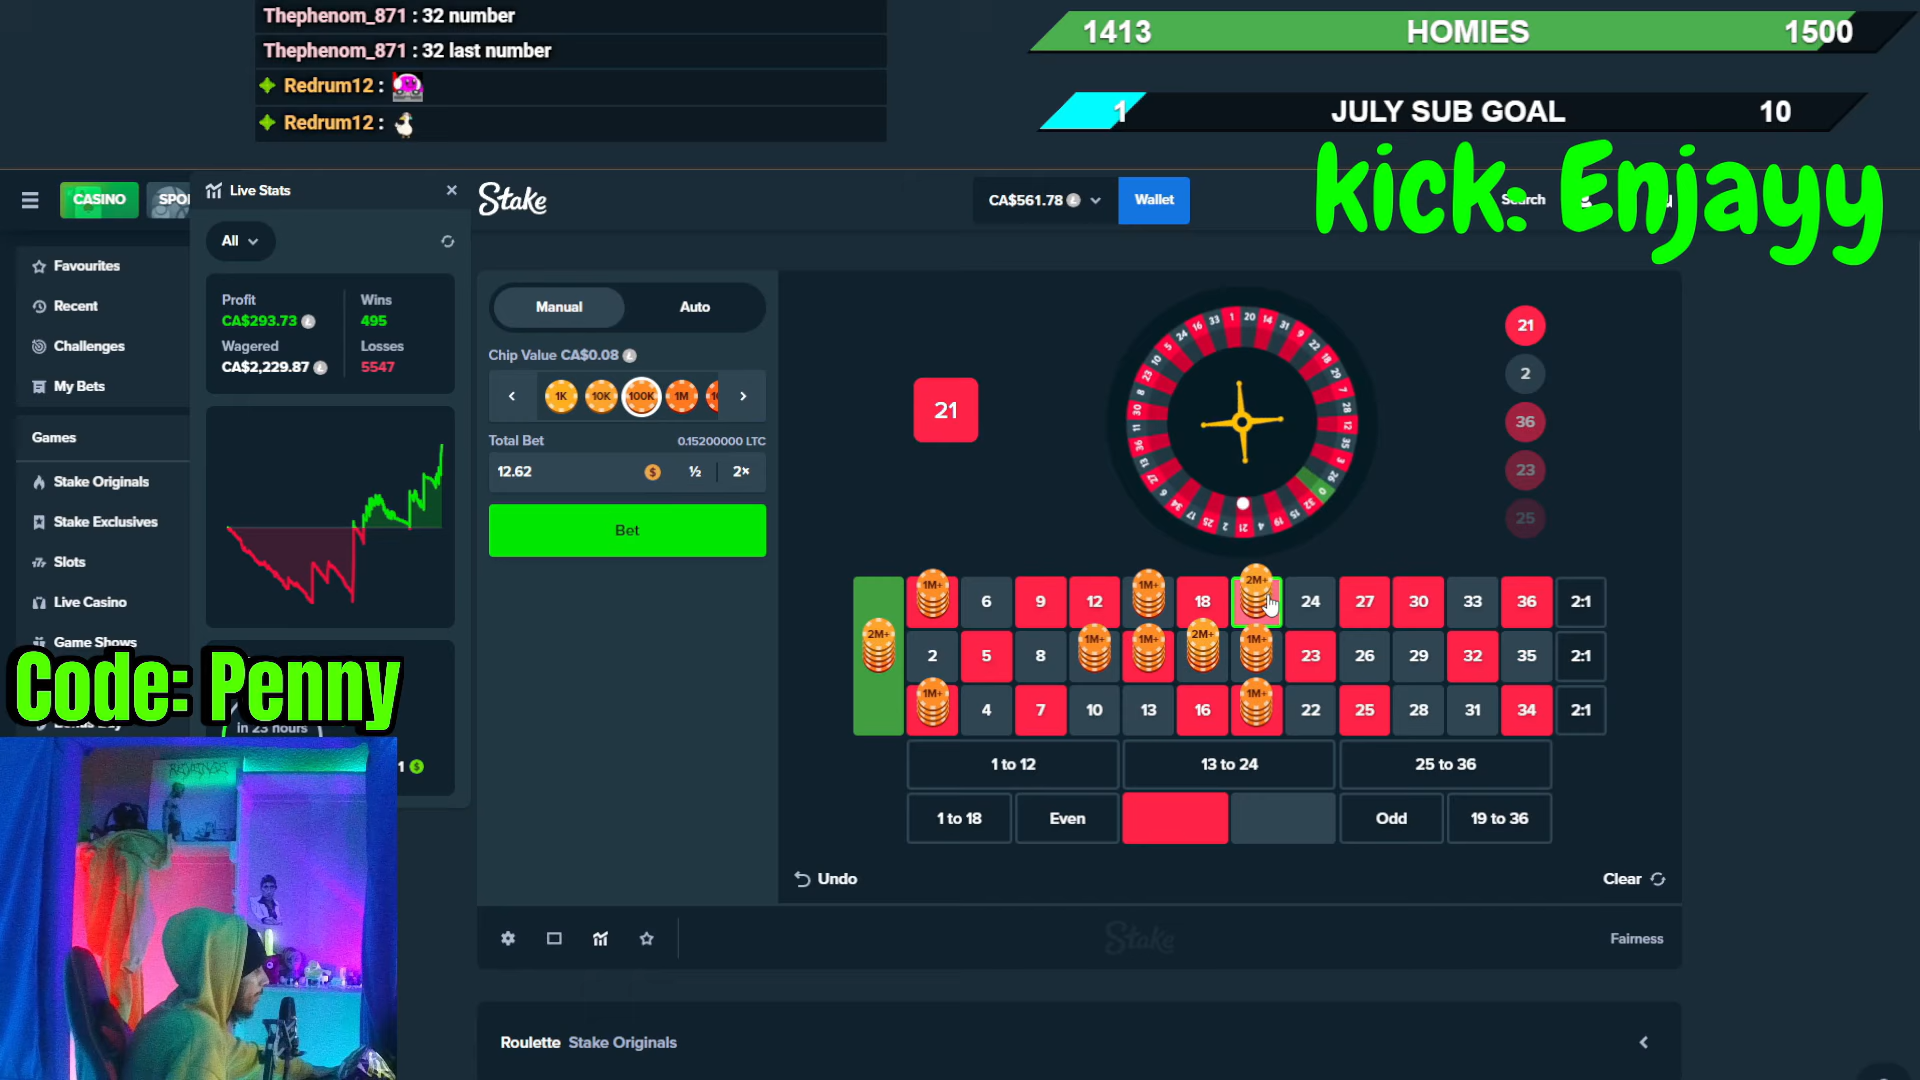 Thephenom_871 : 32 number
Thephenom_871 : 32 last number
Redrum12 :
Redrum12 :
1413 HOMIES 1500
1 JULY SUB GOAL 10
kick: Enjayy
CASINO
SPO
Live Stats
Stake
CA$561.78
Wallet
Search
All
Favourites
Recent
Challenges
My Bets
Games
Stake Originals
Stake Exclusives
Slots
Live Casino
Game Shows
Profit
CA$293.73
Wins
495
Wagered
CA$2,229.87
Losses
5547
Code: Penny
in 23 hours
1
Manual Auto
Chip Value CA$0.08
1K 10K 100K 1M
Total Bet 0.15200000 LTC
12.62 ½ 2×
Bet
21
21
2
36
23
25
1M+ 6 9 12 1M+ 18 2M+ 24 27 30 33 36 2:1
2M+ 2 5 8 1M+ 1M+ 2M+ 1M+ 23 26 29 32 35 2:1
1M+ 4 7 10 13 16 1M+ 22 25 28 31 34 2:1
1 to 12 13 to 24 25 to 36
1 to 18 Even Odd 19 to 36
Undo Clear
Stake
Fairness
Roulette Stake Originals